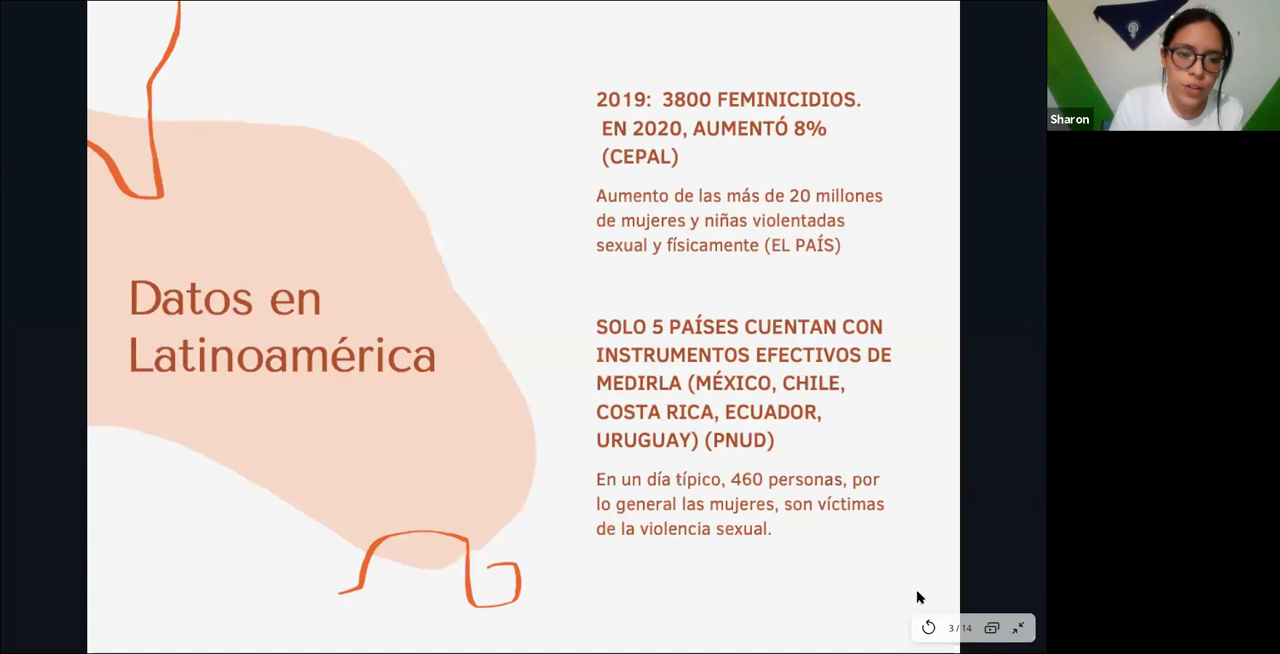 Datos en
Latinoamérica
2019:  3800 FEMINICIDIOS.
EN 2020, AUMENTÓ 8%
(CEPAL)
Aumento de las más de 20 millones
de mujeres y niñas violentadas
sexual y físicamente (EL PAÍS)
SOLO 5 PAÍSES CUENTAN CON
INSTRUMENTOS EFECTIVOS DE
MEDIRLA (MÉXICO, CHILE,
COSTA RICA, ECUADOR,
URUGUAY) (PNUD)
En un día típico, 460 personas, por
lo general las mujeres, son víctimas
de la violencia sexual.
3 / 14
Sharon